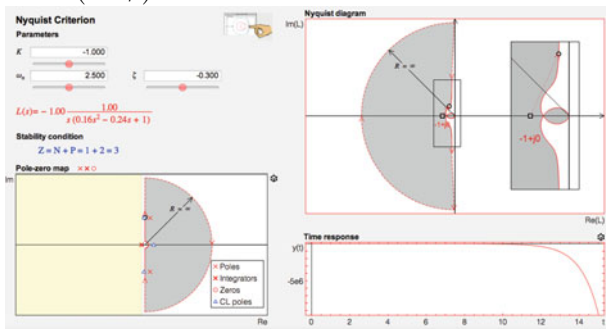 Nyquist Criterion
Parameters
K -1.000
ωn 2.500 ζ -0.300
L(s)= - 1.00 1.00
s (0.16s² - 0.24s + 1)
Stability condition
Z = N + P = 1 + 2 = 3
Pole-zero map × × ○
Im
R = ∞
× Poles
× Integrators
○ Zeros
△ CL poles
Re
Nyquist diagram
Im(L)
R = ∞
-1+j0
-1+j0
Re(L)
Time response
y(t)
-5e6
0 2 4 6 8 10 12 14 t